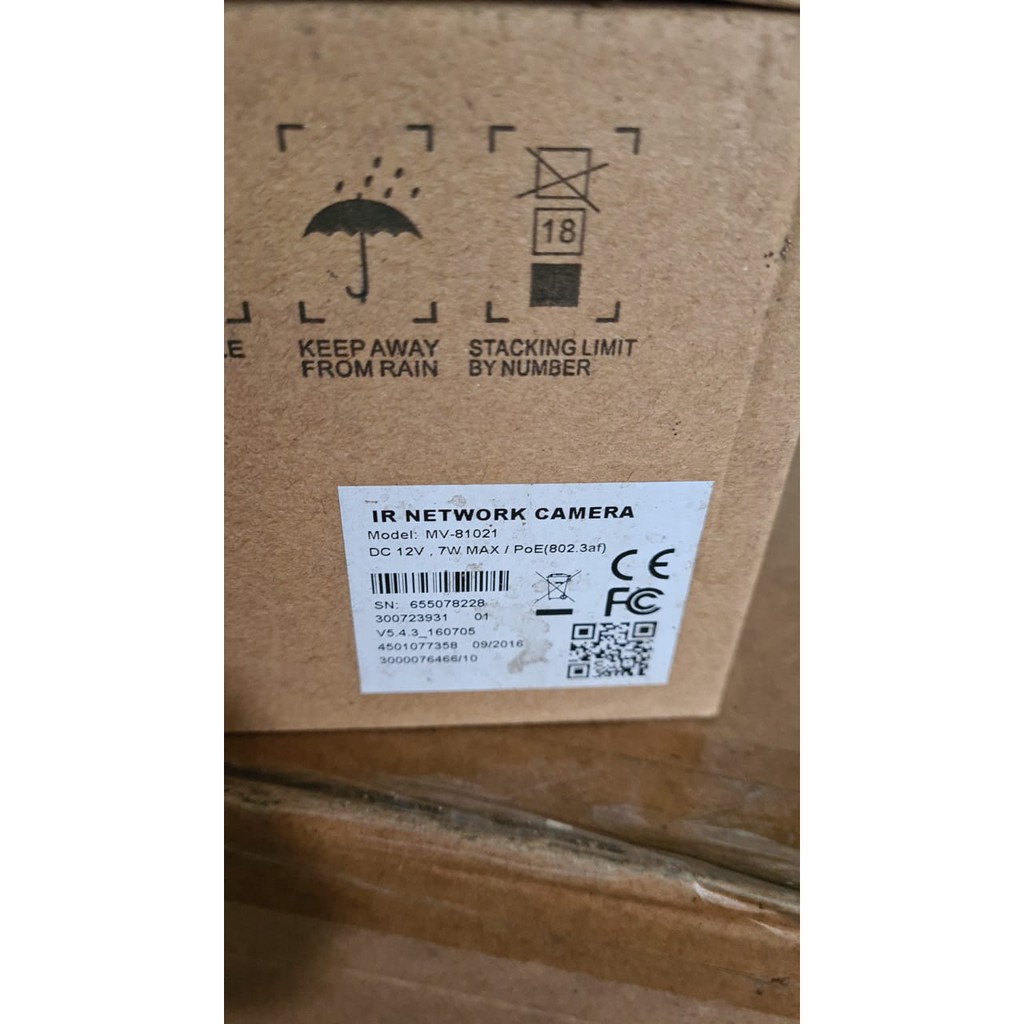 18
LE
KEEP AWAY
FROM RAIN
STACKING LIMIT
BY NUMBER
IR NETWORK CAMERA
Model: MV-81021
DC 12V , 7W MAX / PoE(802.3af)
CE
SN: 655078228
FC
300723931 01
V5.4.3_160705
4501077358 09/2016
3000076466/10